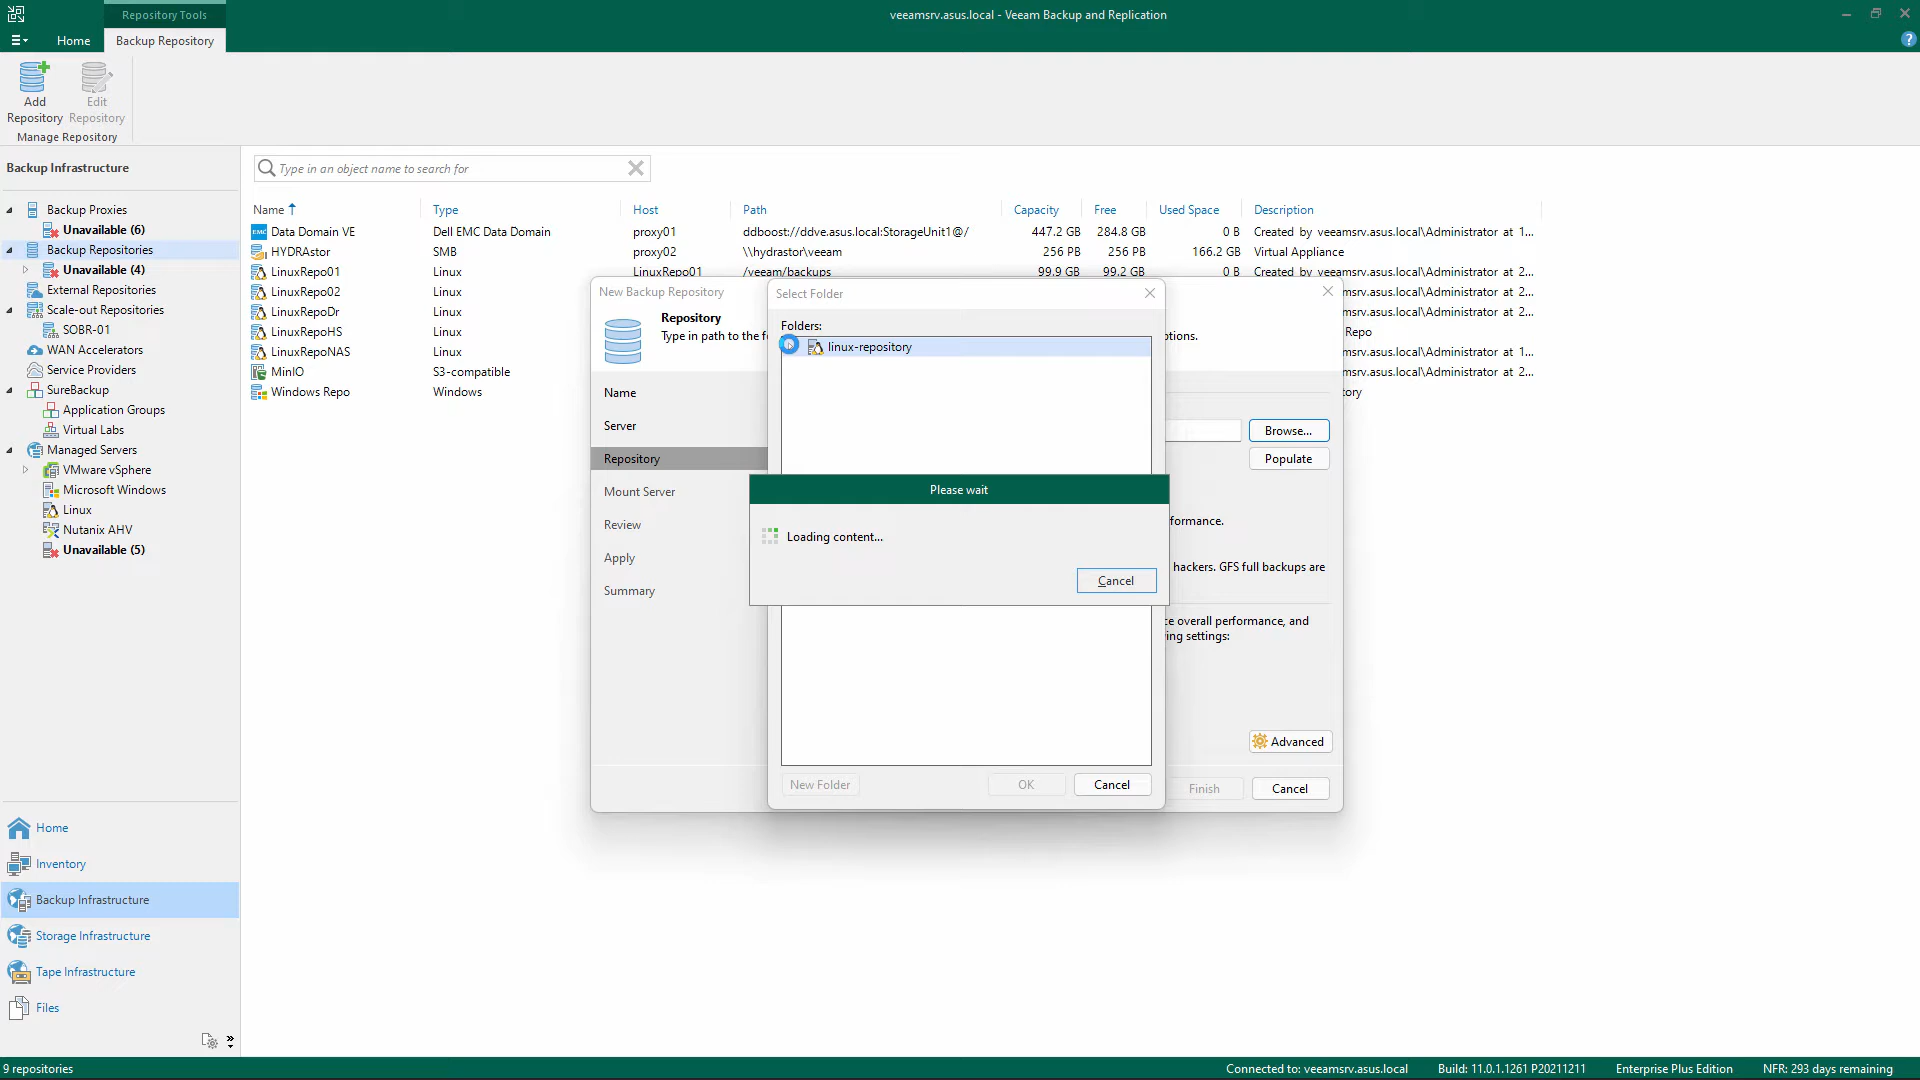 Repository Tools
veeamsrv.asus.local - Veeam Backup and Replication
Home
Backup Repository
Add
Repository
Edit
Repository
Manage Repository
Backup Infrastructure
Backup Proxies
Unavailable (6)
Backup Repositories
Unavailable (4)
External Repositories
Scale-out Repositories
SOBR-01
WAN Accelerators
Service Providers
SureBackup
Application Groups
Virtual Labs
Managed Servers
VMware vSphere
Microsoft Windows
Linux
Nutanix AHV
Unavailable (5)
Home
Inventory
Backup Infrastructure
Storage Infrastructure
Tape Infrastructure
Files
Type in an object name to search for
Name Type Host Path Capacity Free Used Space Description
EMC Data Domain VE Dell EMC Data Domain proxy01 ddboost://ddve.asus.local:StorageUnit1@/ 447.2 GB 284.8 GB 0 B Created by veeamsrv.asus.local\Administrator at 1...
HYDRAstor SMB proxy02 \\hydrastor\veeam 256 PB 256 PB 166.2 GB Virtual Appliance
LinuxRepo01 Linux LinuxRepo01 /veeam/backups 99.9 GB 99.2 GB 0 B Created by veeamsrv.asus.local\Administrator at 2...
LinuxRepo02 Linux msrv.asus.local\Administrator at 2...
LinuxRepoDr Linux msrv.asus.local\Administrator at 2...
LinuxRepoHS Linux Repo
LinuxRepoNAS Linux msrv.asus.local\Administrator at 1...
MinIO S3-compatible msrv.asus.local\Administrator at 2...
Windows Repo Windows tory
New Backup Repository
Repository
Type in path to the f
ptions.
Name
Server
Repository
Mount Server
Review
Apply
Summary
Browse...
Populate
formance.
hackers. GFS full backups are
ce overall performance, and
ing settings:
Advanced
Finish
Cancel
Select Folder
Folders:
linux-repository
New Folder
OK
Cancel
Please wait
Loading content...
Cancel
9 repositories
Connected to: veeamsrv.asus.local
Build: 11.0.1.1261 P20211211
Enterprise Plus Edition
NFR: 293 days remaining